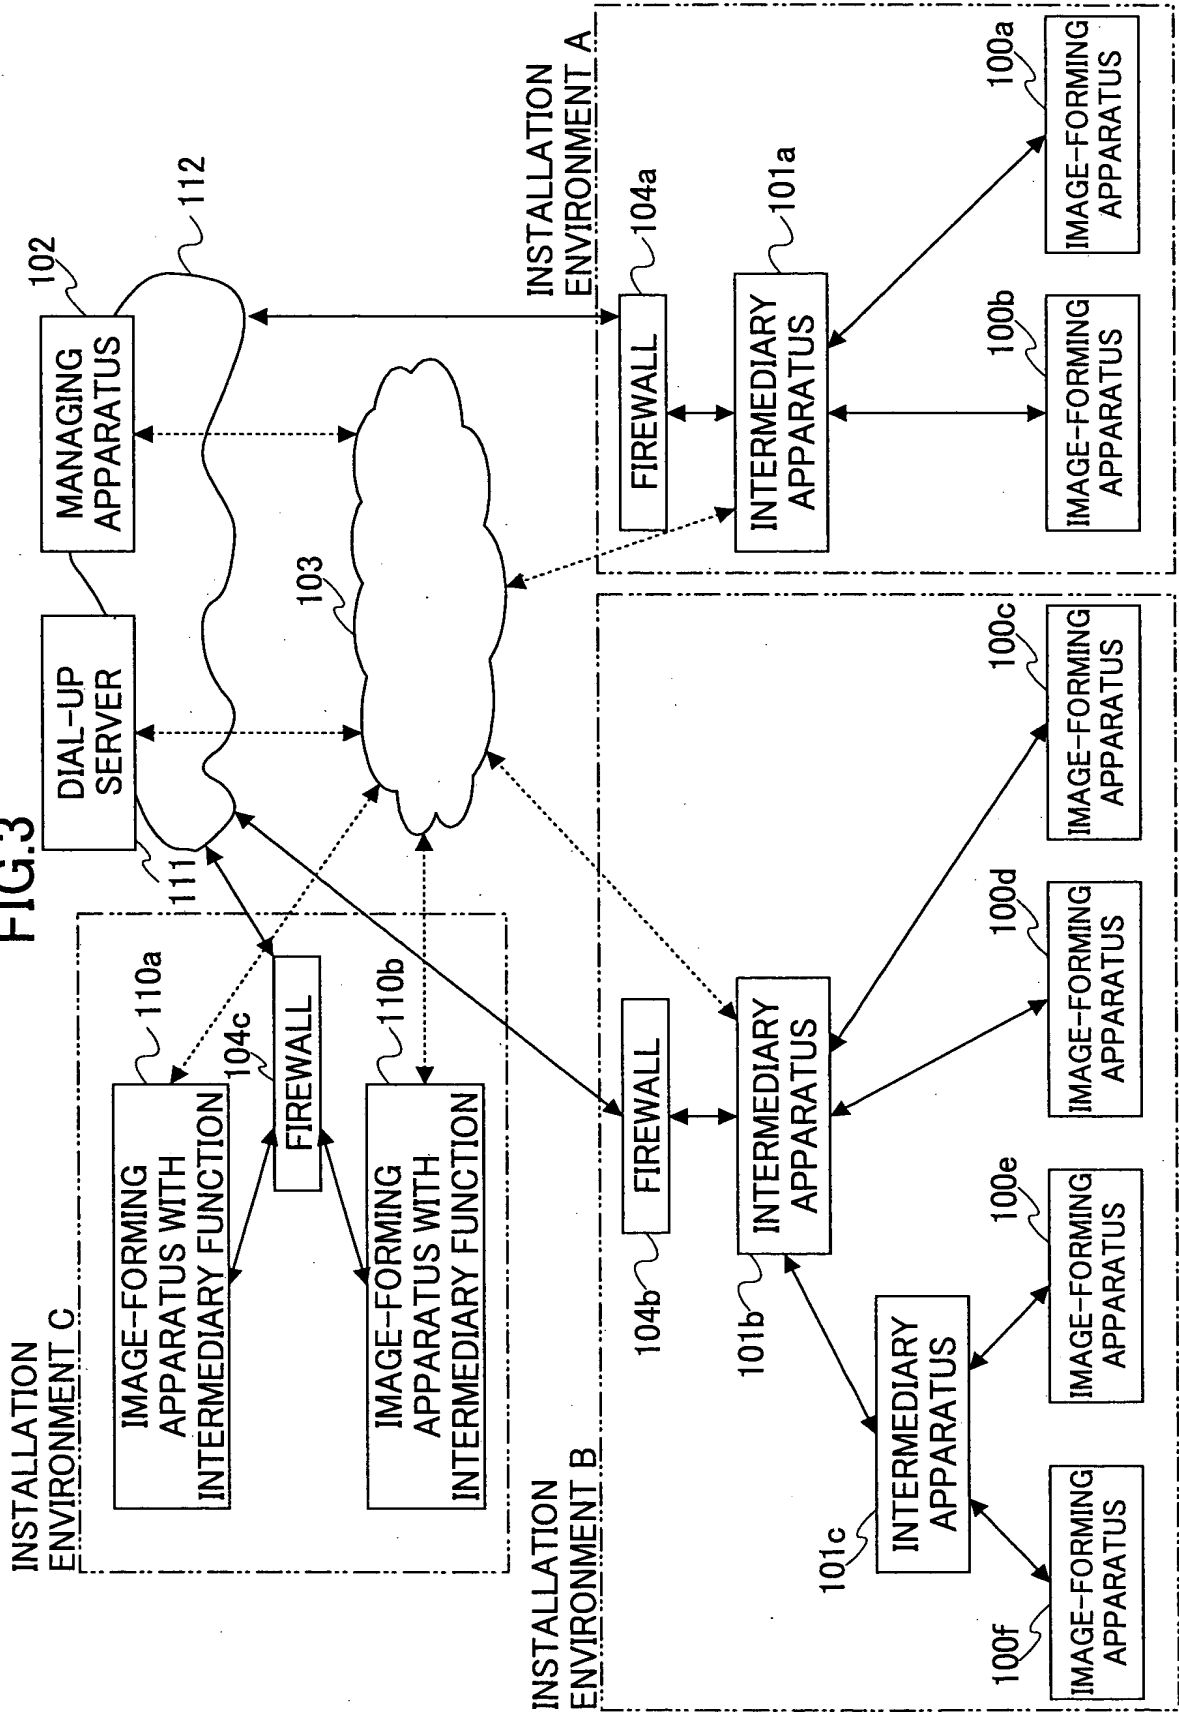 FIG.3
INSTALLATION
ENVIRONMENT C
IMAGE-FORMING
APPARATUS WITH
INTERMEDIARY FUNCTION
110a
104c
FIREWALL
IMAGE-FORMING
APPARATUS WITH
INTERMEDIARY FUNCTION
110b
DIAL-UP
SERVER
111
MANAGING
APPARATUS
102
112
103
INSTALLATION
ENVIRONMENT B
FIREWALL
104b
INTERMEDIARY
APPARATUS
101b
INTERMEDIARY
APPARATUS
101c
100f
IMAGE-FORMING
APPARATUS
100e
IMAGE-FORMING
APPARATUS
100d
IMAGE-FORMING
APPARATUS
100c
IMAGE-FORMING
APPARATUS
INSTALLATION
ENVIRONMENT A
FIREWALL
104a
INTERMEDIARY
APPARATUS
101a
100b
IMAGE-FORMING
APPARATUS
100a
IMAGE-FORMING
APPARATUS